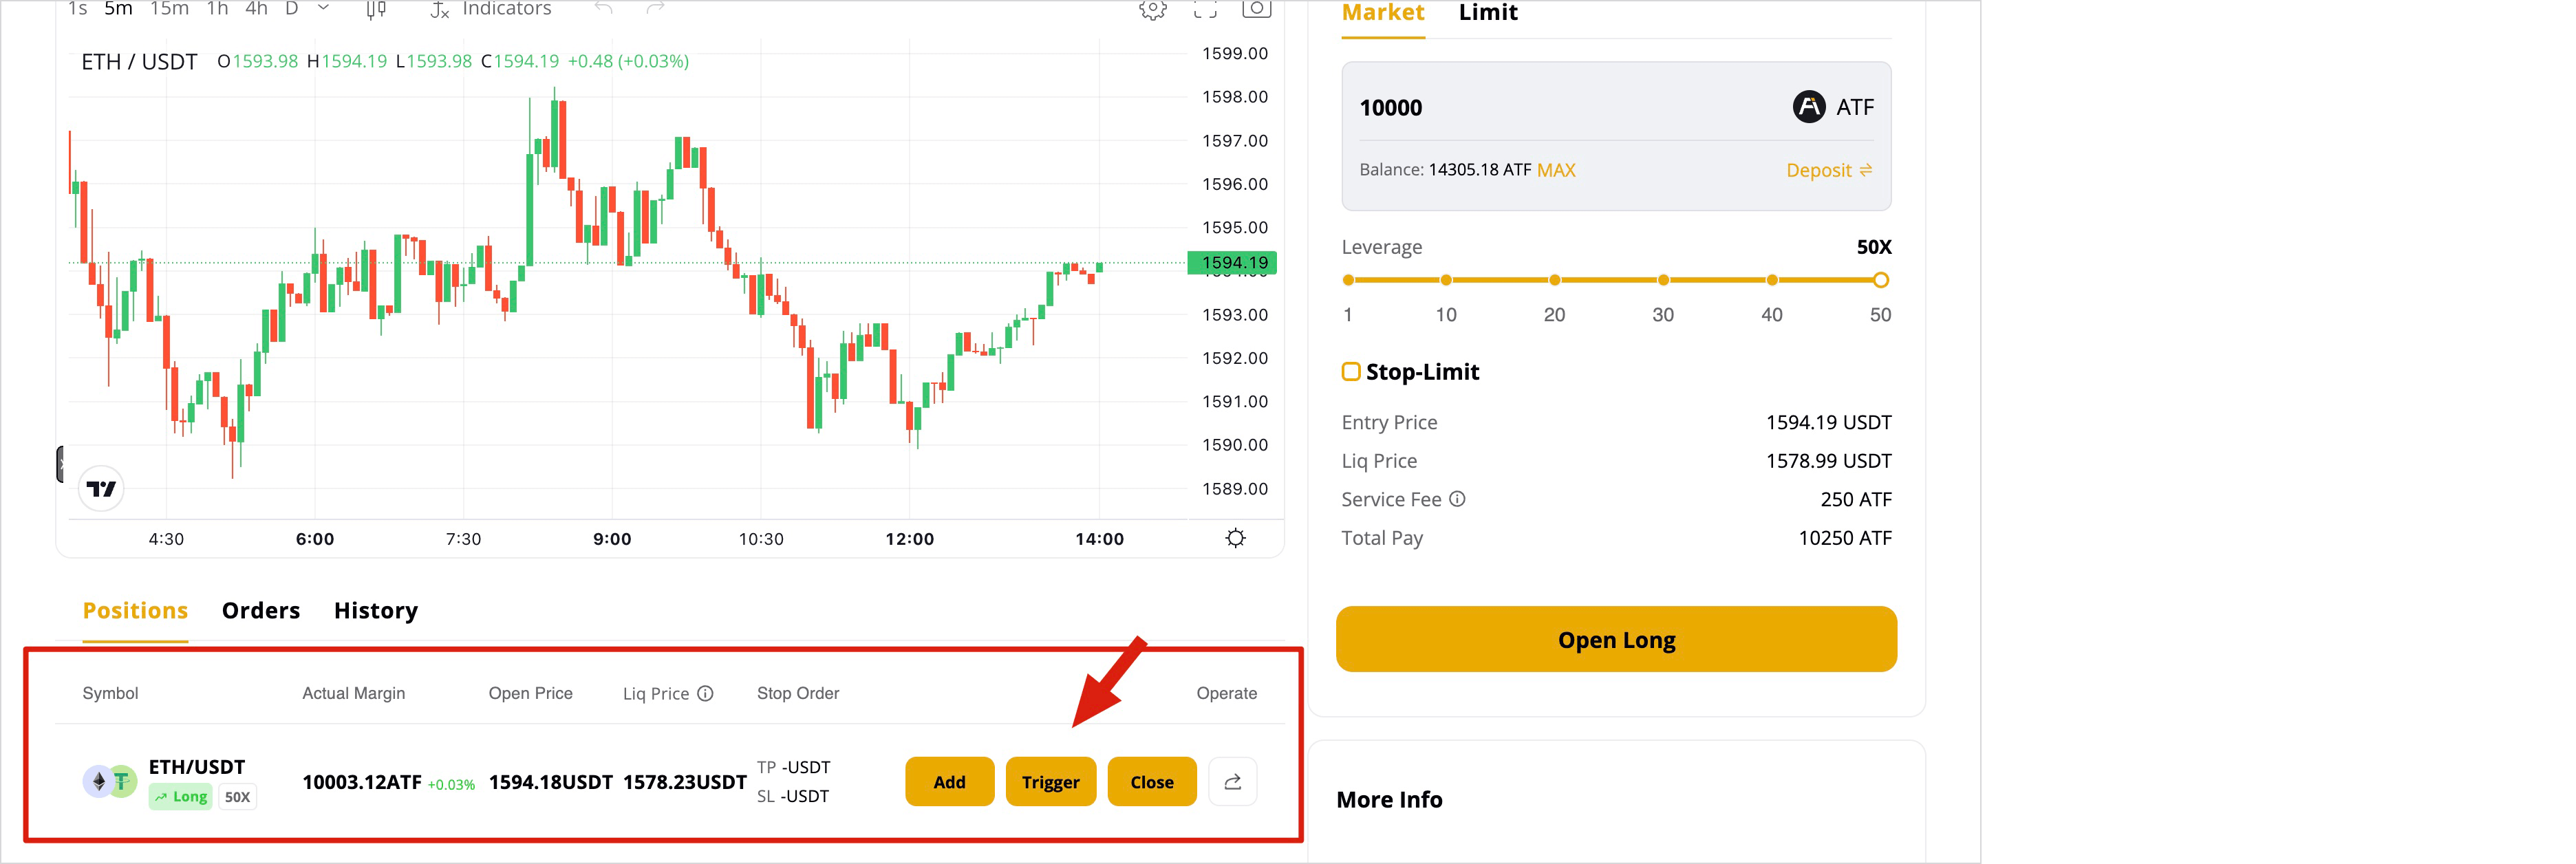 1s 5m 15m 1h 4h D Indicators
ETH / USDT O1593.98 H1594.19 L1593.98 C1594.19 +0.48 (+0.03%)
1599.00
1598.00
1597.00
1596.00
1595.00
1594.19
1593.00
1592.00
1591.00
1590.00
1589.00
4:30 6:00 7:30 9:00 10:30 12:00 14:00
Positions Orders History
Symbol Actual Margin Open Price Liq Price Stop Order Operate
ETH/USDT
Long 50X
10003.12ATF +0.03% 1594.18USDT 1578.23USDT
TP -USDT
SL -USDT
Add Trigger Close
Market Limit
10000 ATF
Balance: 14305.18 ATF MAX Deposit
Leverage 50X
1 10 20 30 40 50
Stop-Limit
Entry Price 1594.19 USDT
Liq Price 1578.99 USDT
Service Fee 250 ATF
Total Pay 10250 ATF
Open Long
More Info